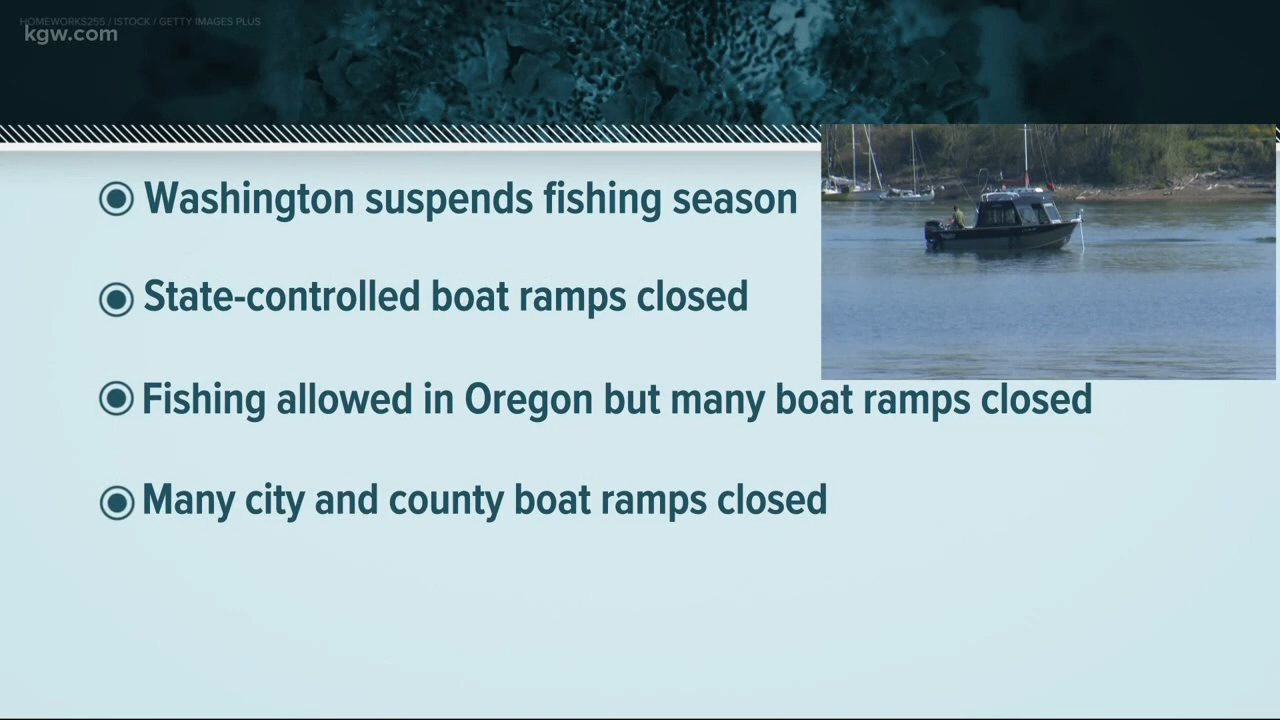 HOMEWORKS255 / ISTOCK / GETTY IMAGES PLUS
kgw.com
Washington suspends fishing season
State-controlled boat ramps closed
Fishing allowed in Oregon but many boat ramps closed
Many city and county boat ramps closed